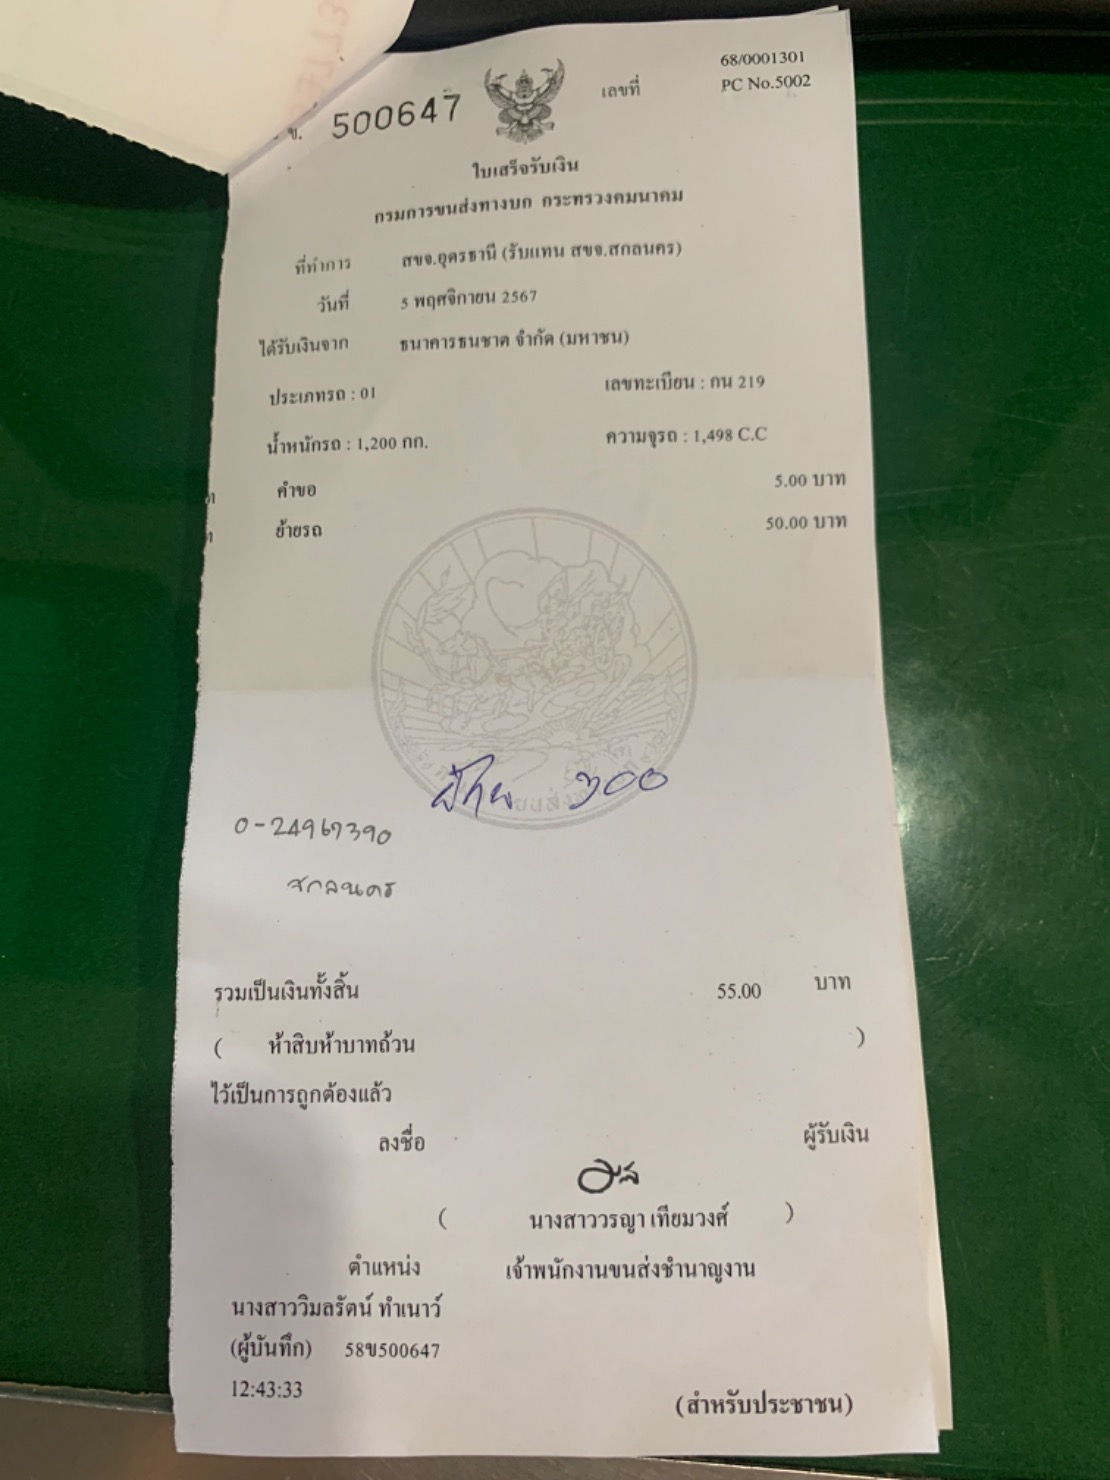 ข. 500647 เลขที่ 68/0001301
PC No.5002
ใบเสร็จรับเงิน
กรมการขนส่งทางบก กระทรวงคมนาคม
ที่ทำการ สขจ.อุดรธานี (รับแทน สขจ.สกลนคร)
วันที่ 5 พฤศจิกายน 2567
ได้รับเงินจาก ธนาคารธนชาต จำกัด (มหาชน)
ประเภทรถ : 01 เลขทะเบียน : กน 219
น้ำหนักรถ : 1,200 กก. ความจุรถ : 1,498 C.C
คำขอ 5.00 บาท
ย้ายรถ 50.00 บาท
300
0-24967390
สกลนคร
รวมเป็นเงินทั้งสิ้น 55.00 บาท
( ห้าสิบห้าบาทถ้วน )
ไว้เป็นการถูกต้องแล้ว
ลงชื่อ ผู้รับเงิน
( นางสาววรญา เทียมวงศ์ )
ตำแหน่ง เจ้าพนักงานขนส่งชำนาญงาน
นางสาววิมลรัตน์ ทำเนาว์
(ผู้บันทึก) 58ข500647
12:43:33
(สำหรับประชาชน)